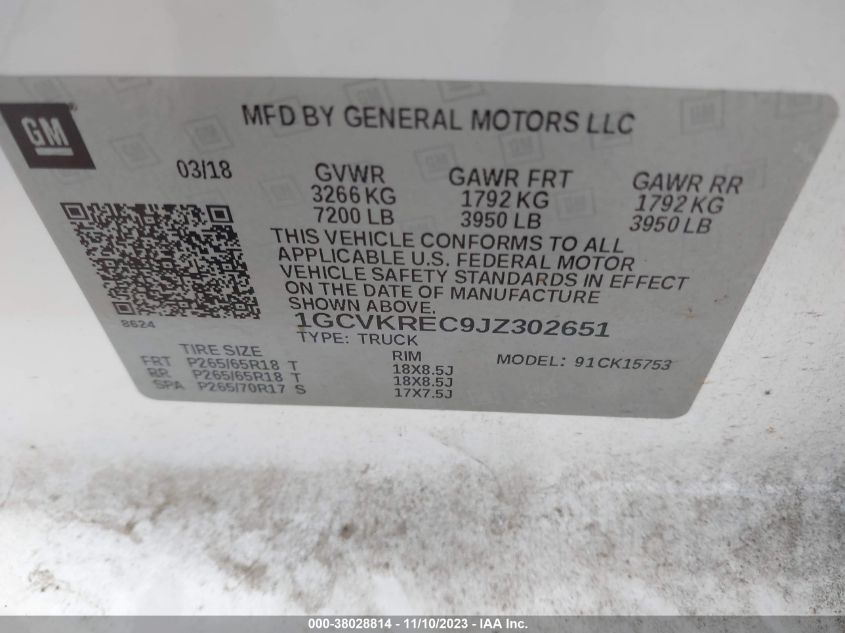 GM
MFD BY GENERAL MOTORS LLC
03/18 GVWR GAWR FRT GAWR RR
3266 KG 1792 KG 1792 KG
7200 LB 3950 LB 3950 LB
THIS VEHICLE CONFORMS TO ALL
APPLICABLE U.S. FEDERAL MOTOR
VEHICLE SAFETY STANDARDS IN EFFECT
ON THE DATE OF MANUFACTURE
SHOWN ABOVE.
8624 1GCVKREC9JZ302651
TYPE: TRUCK
TIRE SIZE RIM MODEL: 91CK15753
FRT P265/65R18 T 18X8.5J
RR P265/65R18 T 18X8.5J
SPA P265/70R17 S 17X7.5J
000-38028814 - 11/10/2023 - IAA Inc.